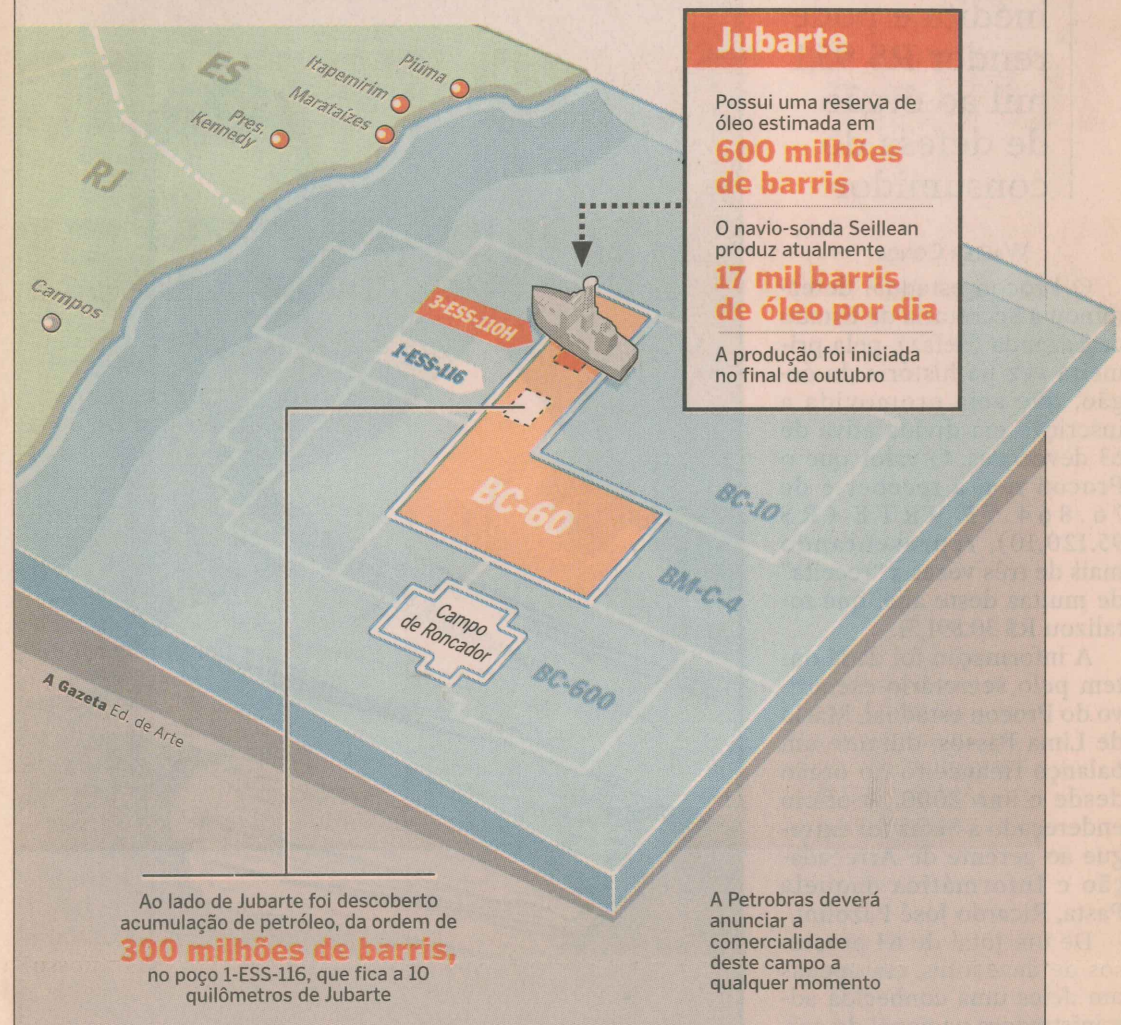 Jubarte
Possui uma reserva de
óleo estimada em
600 milhões
de barris
O navio-sonda Seillean
produz atualmente
17 mil barris
de óleo por dia
A produção foi iniciada
no final de outubro
ES
RJ
Piúma
Itapemirim
Marataízes
Pres.
Kennedy
Campos
3-ESS-110H
1-ESS-116
BC-60
BC-10
BM-C-4
BC-600
Campo
de Roncador
A Gazeta Ed. de Arte
Ao lado de Jubarte foi descoberto
acumulação de petróleo, da ordem de
300 milhões de barris,
no poço 1-ESS-116, que fica a 10
quilômetros de Jubarte
A Petrobras deverá
anunciar a
comercialidade
deste campo a
qualquer momento